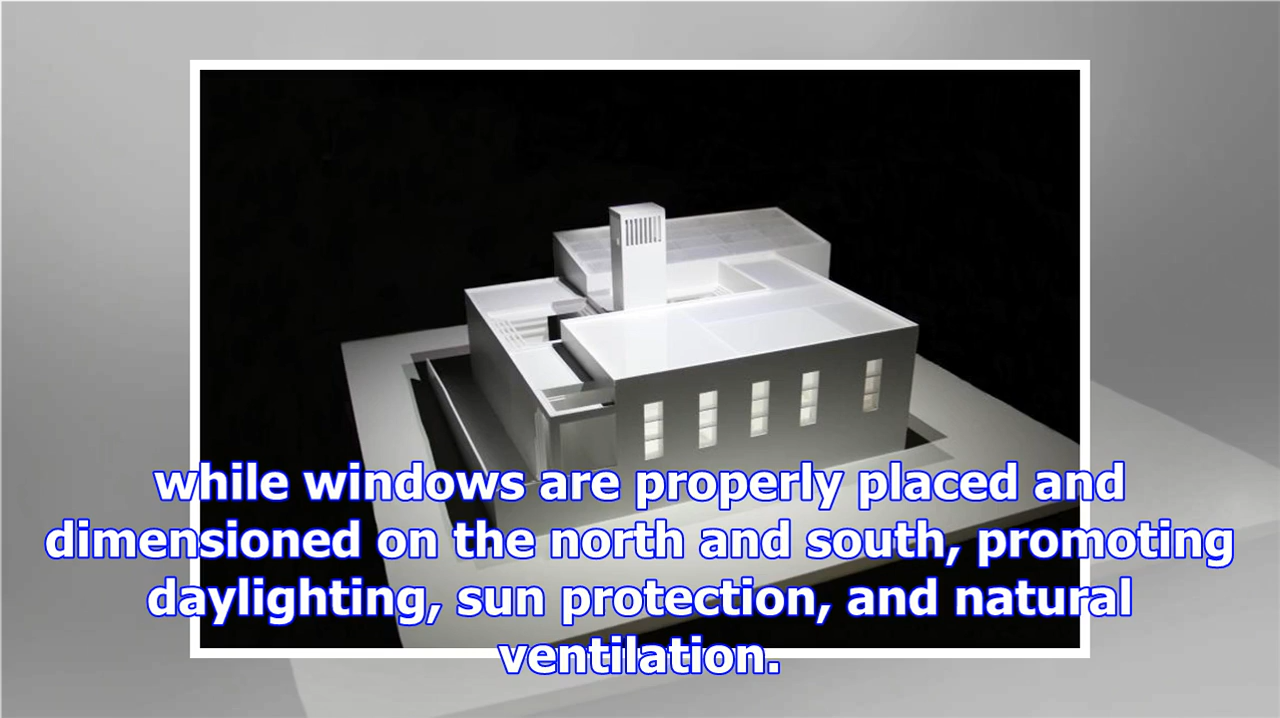 while windows are properly placed and
dimensioned on the north and south, promoting
daylighting, sun protection, and natural
ventilation.